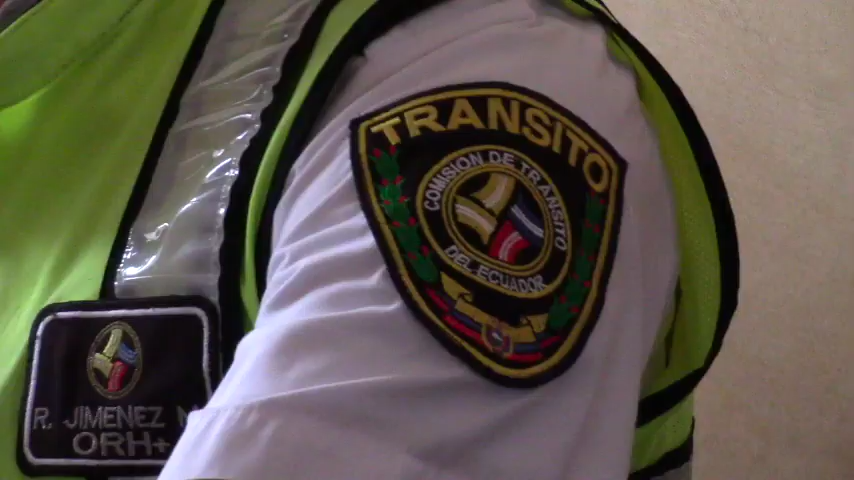 TRANSITO
COMISION DE TRANSITO
DEL ECUADOR
R. JIMENEZ
ORH+